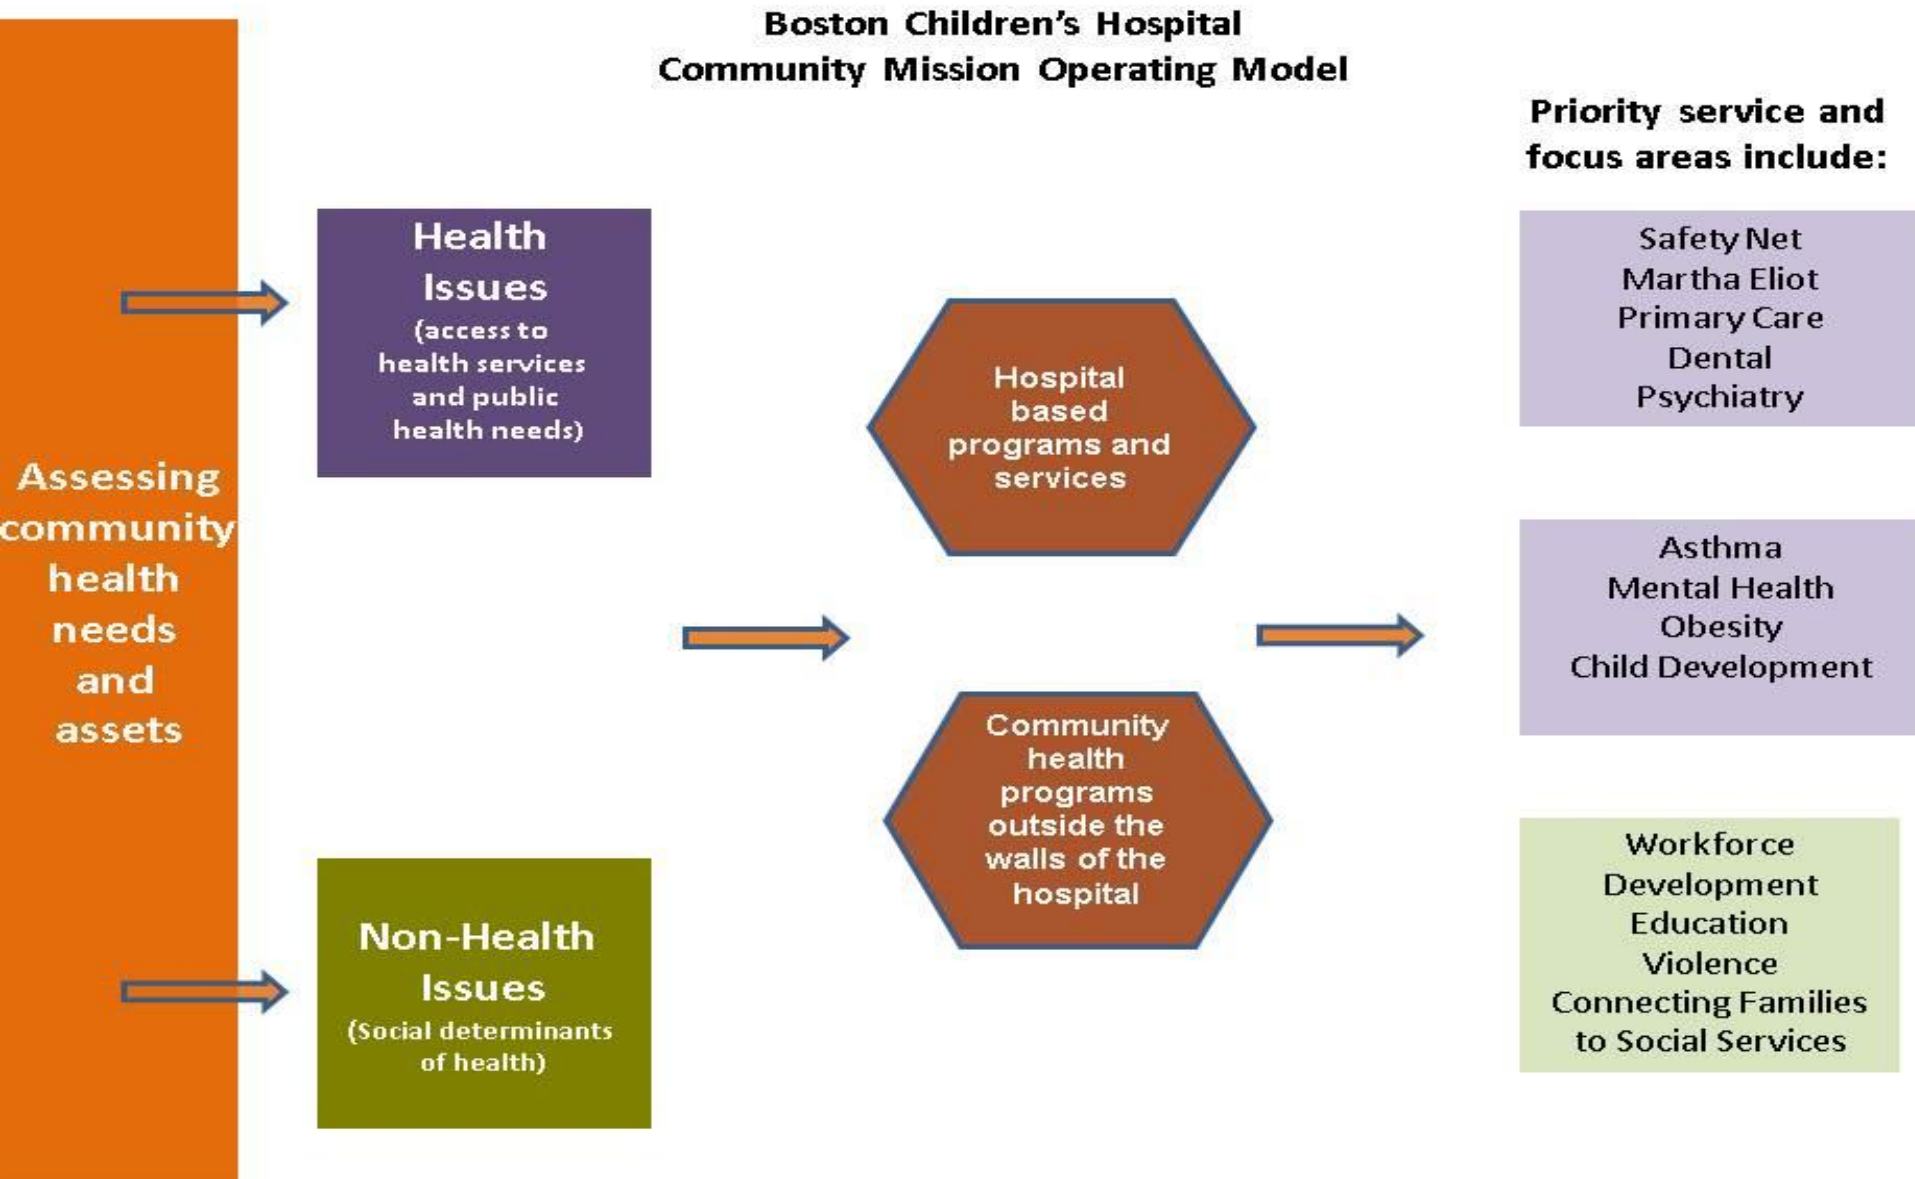 Boston Children's Hospital
Community Mission Operating Model
Assessing
community
health
needs
and
assets
Health
Issues
(access to
health services
and public
health needs)
Non-Health
Issues
(Social determinants
of health)
Hospital
based
programs and
services
Community
health
programs
outside the
walls of the
hospital
Priority service and
focus areas include:
Safety Net
Martha Eliot
Primary Care
Dental
Psychiatry
Asthma
Mental Health
Obesity
Child Development
Workforce
Development
Education
Violence
Connecting Families
to Social Services